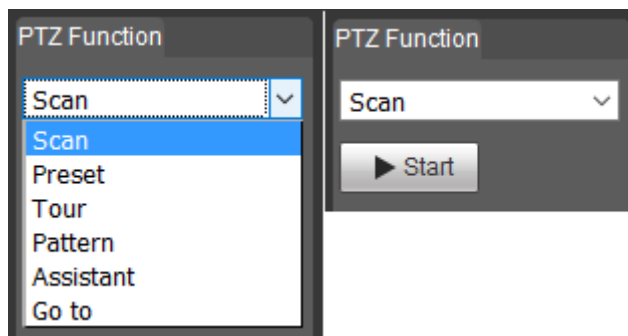 PTZ Function
Scan
Scan
Preset
Tour
Pattern
Assistant
Go to
PTZ Function
Scan
Start